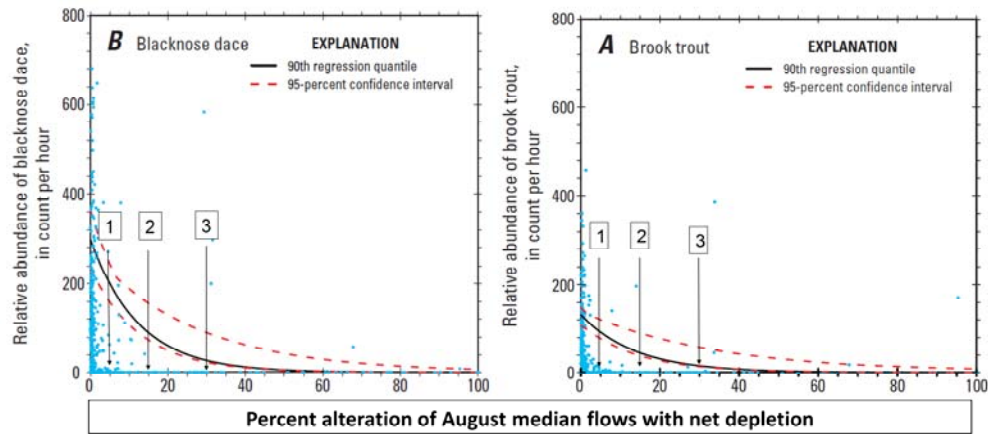 B Blacknose dace
EXPLANATION
90th regression quantile
95-percent confidence interval
Relative abundance of blacknose dace,
in count per hour
800
600
400
200
0
1
2
3
0 20 40 60 80 100
A Brook trout
EXPLANATION
90th regression quantile
95-percent confidence interval
Relative abundance of brook trout,
in count per hour
800
600
400
200
0
1
2
3
0 20 40 60 80 100
Percent alteration of August median flows with net depletion